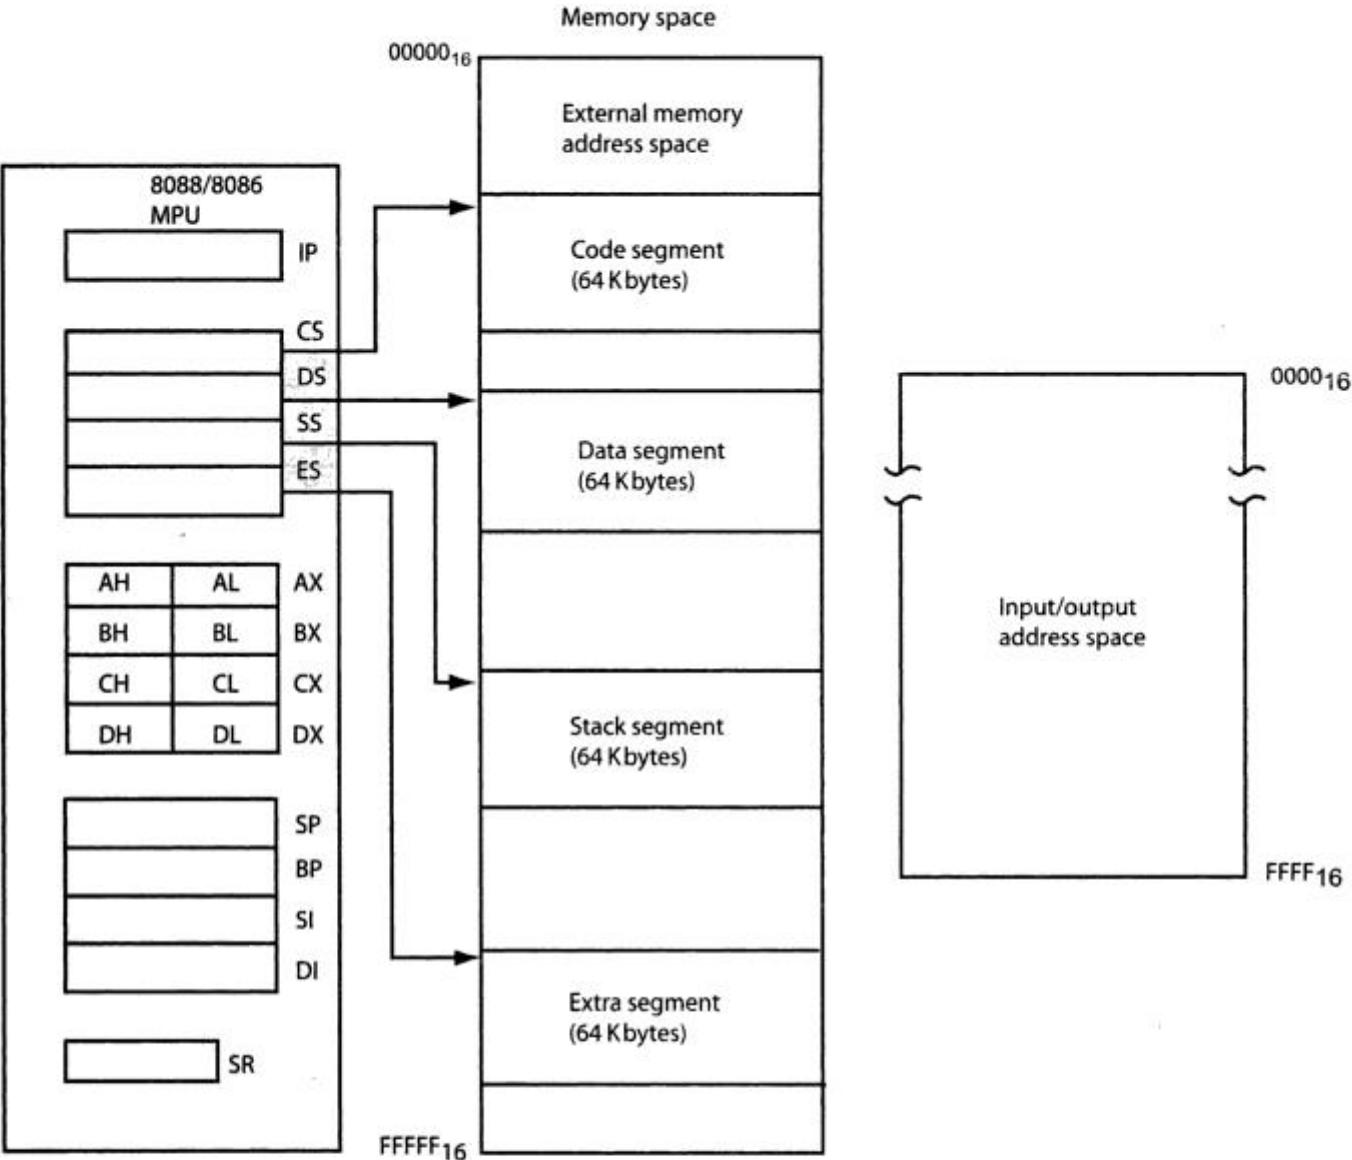 Memory space
00000₁₆
External memory
address space
8088/8086
MPU
IP
Code segment
(64 K bytes)
CS
DS
SS
ES
Data segment
(64 K bytes)
0000₁₆
AH AL AX
BH BL BX
CH CL CX
DH DL DX
Input/output
address space
Stack segment
(64 K bytes)
SP
BP
SI
DI
FFFF₁₆
Extra segment
(64 K bytes)
SR
FFFFF₁₆